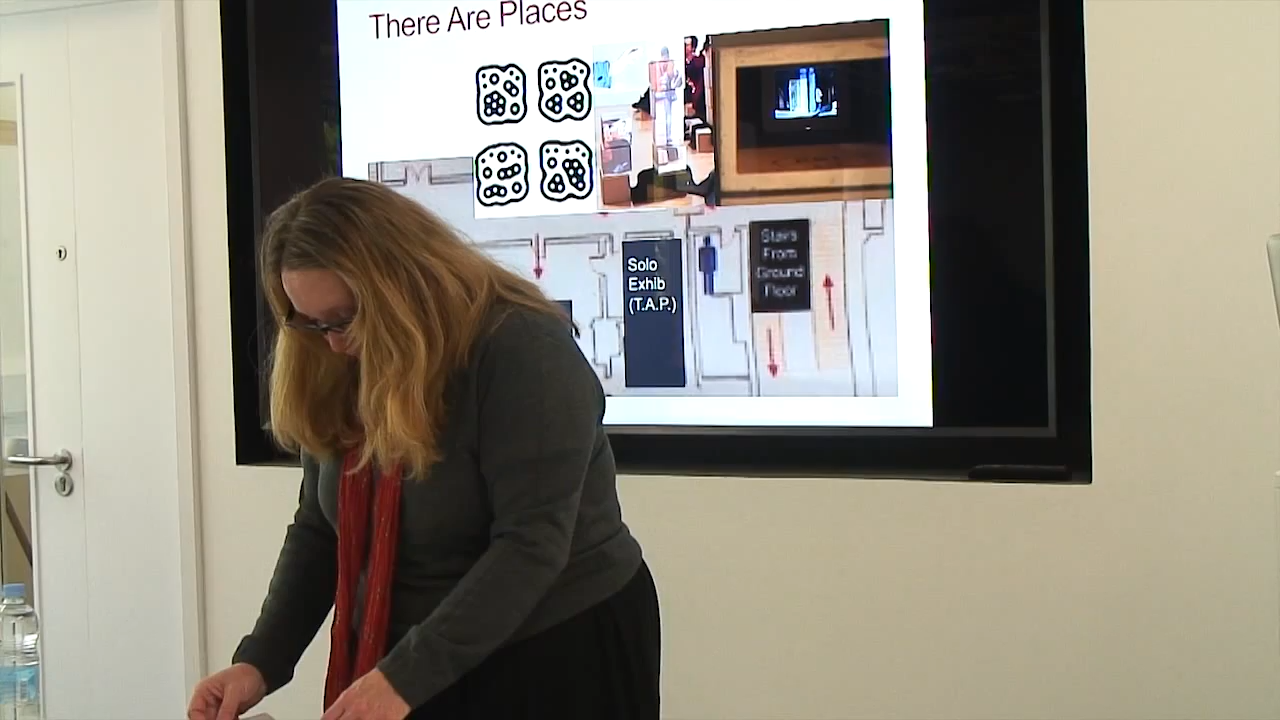 There Are Places
Solo
Exhib
(T.A.P.)
Stairs
From
Ground
Floor